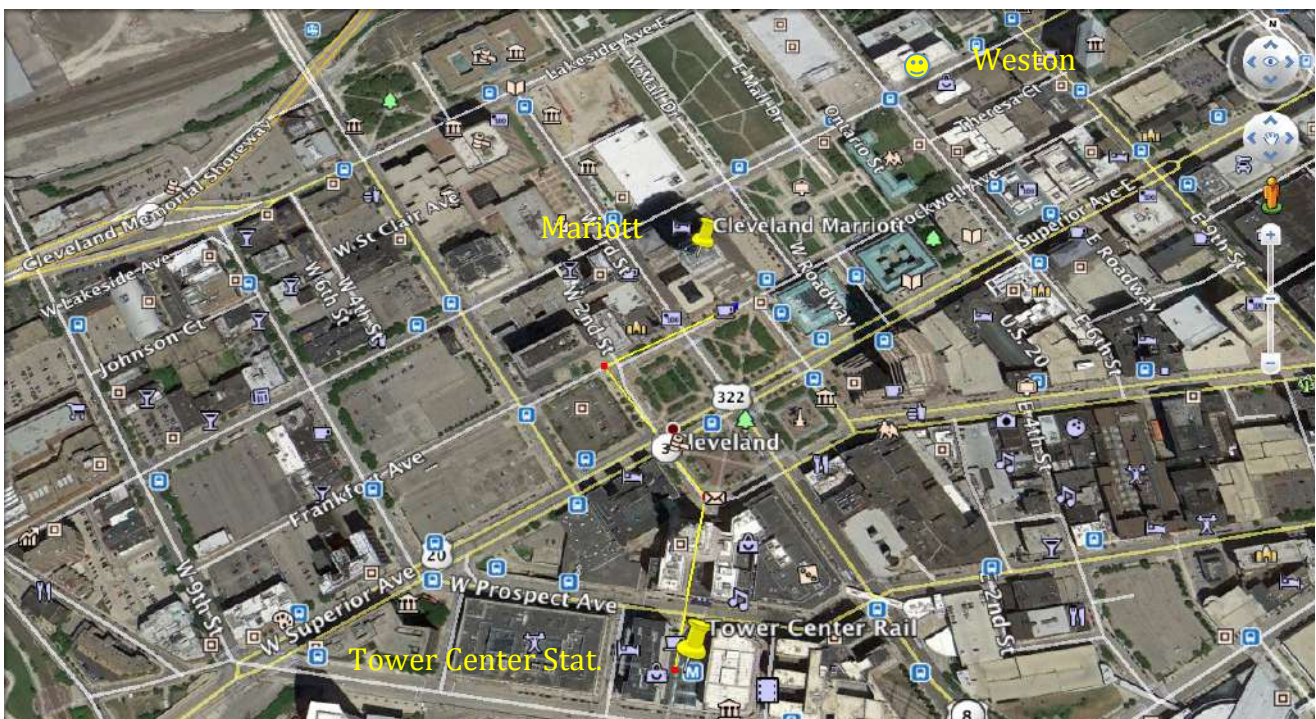 N
Weston
Lakeside Ave E
W Mall Dr
E Mall Dr
Ontario St
Theresa Ct
Cleveland Memorial Shoreway
W St Clair Ave
Mariott
Cleveland Marriott
Rockwell Ave
Superior Ave E
E 9th St
W Lakeside Ave
W 6th St
W 4th St
W 2nd St
W 3rd St
W Roadway
E Roadway
Johnson Ct
U.S. 20
E 6th St
322
3
Cleveland
E 4th St
Frankfort Ave
20
W 9th St
W Superior Ave
W Prospect Ave
E 2nd St
Tower Center Rail
Tower Center Stat.
M
8